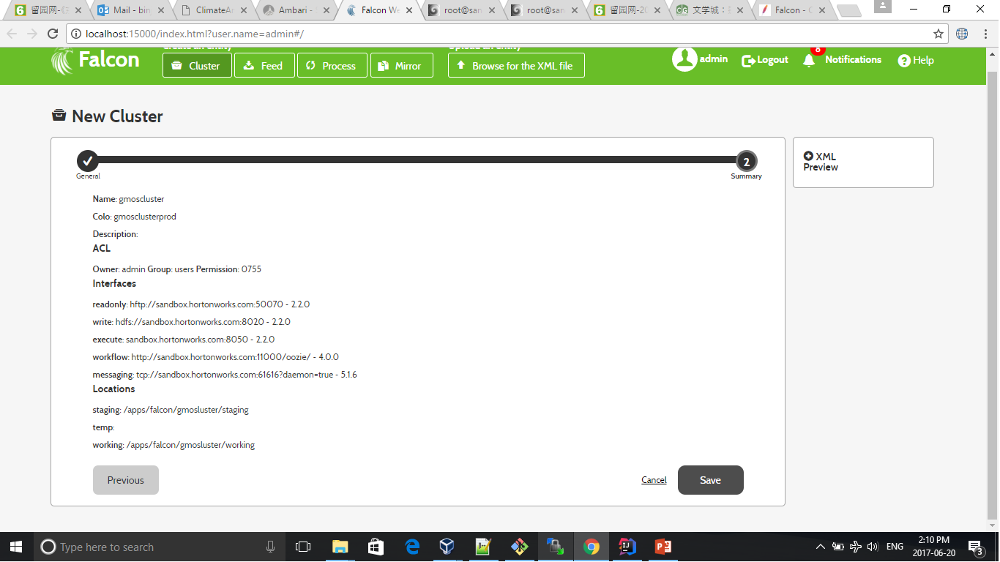 留园网-《
Mail - bin
ClimateAr
Ambari -
Falcon We
root@san
root@san
留园网-20
文学城:
Falcon - C
localhost:15000/index.html?user.name=admin#/
Falcon
Cluster
Feed
Process
Mirror
Browse for the XML file
admin
Logout
8
Notifications
Help
New Cluster
General
2
Summary
XML
Preview
Name: gmoscluster
Colo: gmosclusterprod
Description:
ACL
Owner: admin Group: users Permission: 0755
Interfaces
readonly: hftp://sandbox.hortonworks.com:50070 - 2.2.0
write: hdfs://sandbox.hortonworks.com:8020 - 2.2.0
execute: sandbox.hortonworks.com:8050 - 2.2.0
workflow: http://sandbox.hortonworks.com:11000/oozie/ - 4.0.0
messaging: tcp://sandbox.hortonworks.com:61616?daemon=true - 5.1.6
Locations
staging: /apps/falcon/gmosluster/staging
temp:
working: /apps/falcon/gmosluster/working
Previous
Cancel
Save
Type here to search
ENG
2:10 PM
2017-06-20
3